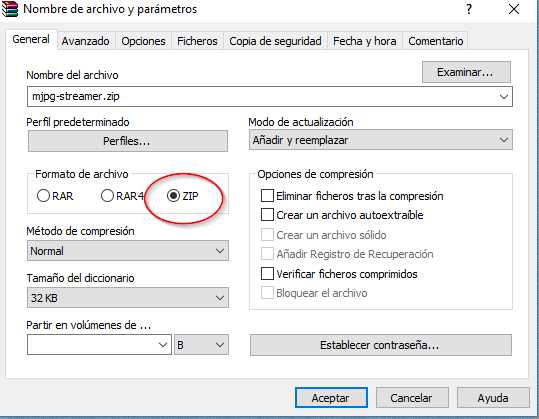 Nombre de archivo y parámetros
General Avanzado Opciones Ficheros Copia de seguridad Fecha y hora Comentario
Nombre del archivo
Examinar...
mjpg-streamer.zip
Perfil predeterminado
Perfiles...
Modo de actualización
Añadir y reemplazar
Formato de archivo
RAR RAR4 ZIP
Método de compresión
Normal
Tamaño del diccionario
32 KB
Partir en volúmenes de ...
B
Opciones de compresión
Eliminar ficheros tras la compresión
Crear un archivo autoextraíble
Crear un archivo sólido
Añadir Registro de Recuperación
Verificar ficheros comprimidos
Bloquear el archivo
Establecer contraseña...
Aceptar Cancelar Ayuda